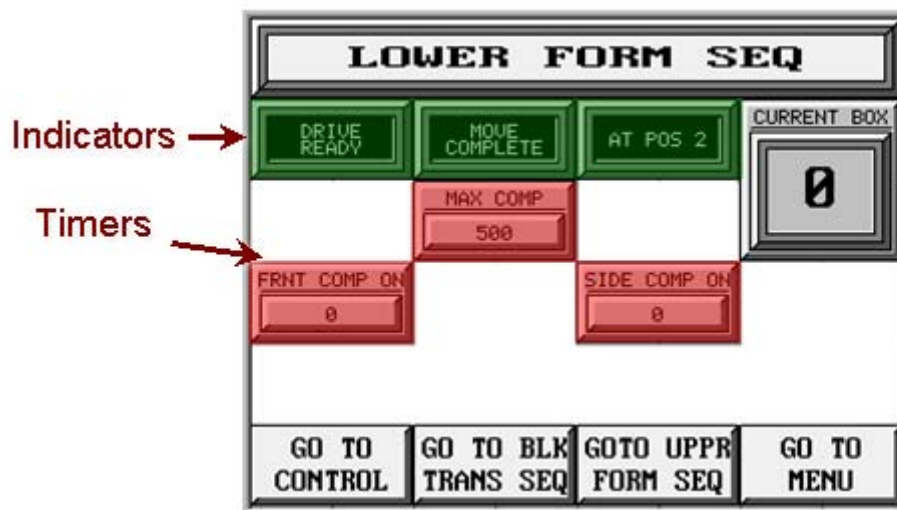 LOWER FORM SEQ
Indicators
DRIVE
READY
MOVE
COMPLETE
AT POS 2
CURRENT BOX
0
Timers
MAX COMP
500
FRNT COMP ON
0
SIDE COMP ON
0
GO TO
CONTROL
GO TO BLK
TRANS SEQ
GOTO UPPR
FORM SEQ
GO TO
MENU